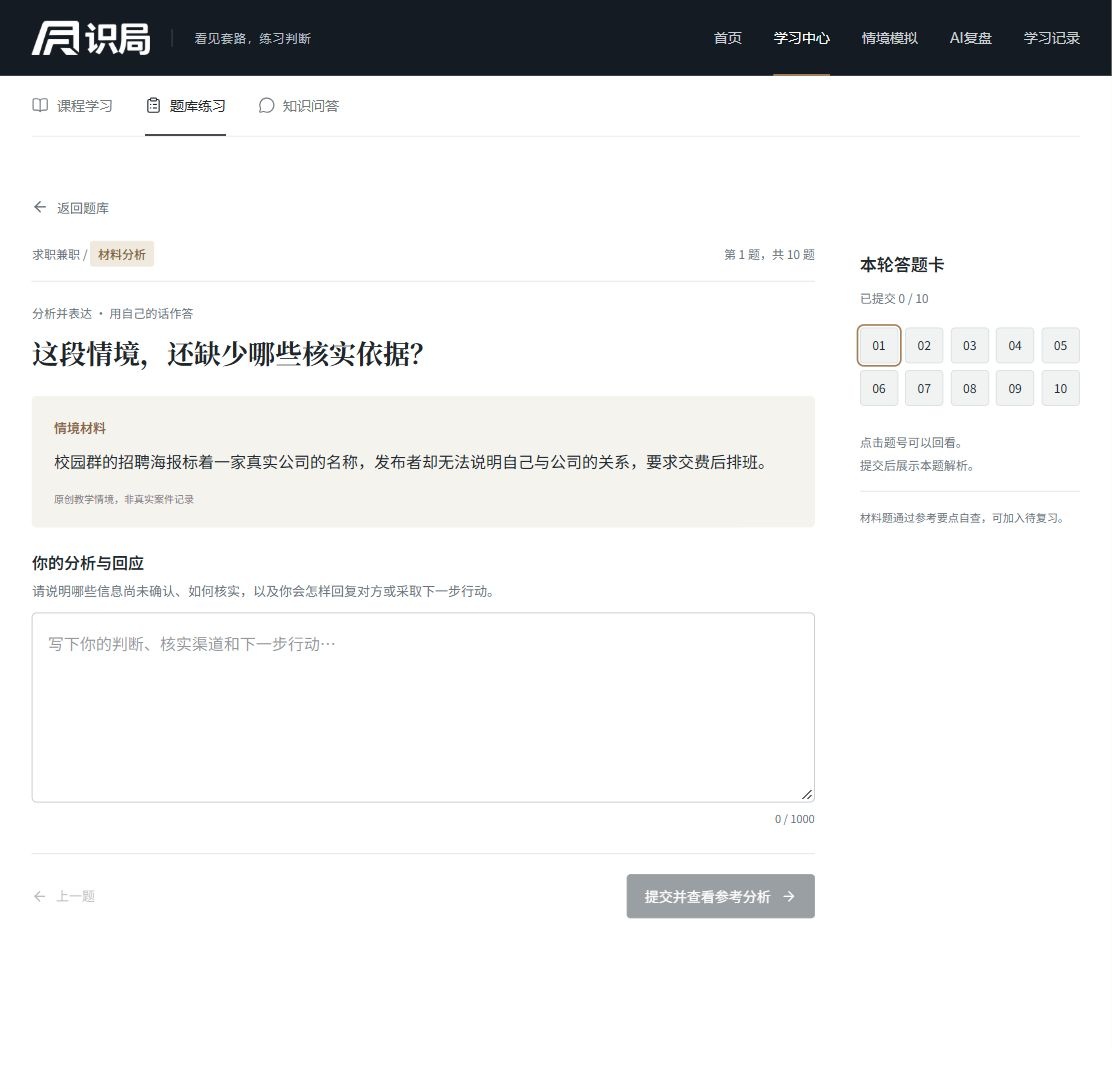 识局
看见套路，练习判断
首页
学习中心
情境模拟
AI复盘
学习记录
课程学习
题库练习
知识问答
返回题库
求职兼职 / 材料分析
第 1 题，共 10 题
分析并表达 · 用自己的话作答
这段情境，还缺少哪些核实依据？
情境材料
校园群的招聘海报标着一家真实公司的名称，发布者却无法说明自己与公司的关系，要求交费后排班。
原创教学情境，非真实案件记录
你的分析与回应
请说明哪些信息尚未确认、如何核实，以及你会怎样回复对方或采取下一步行动。
写下你的判断、核实渠道和下一步行动…
0 / 1000
上一题
提交并查看参考分析
本轮答题卡
已提交 0 / 10
01 02 03 04 05
06 07 08 09 10
点击题号可以回看。
提交后展示本题解析。
材料题通过参考要点自查，可加入待复习。